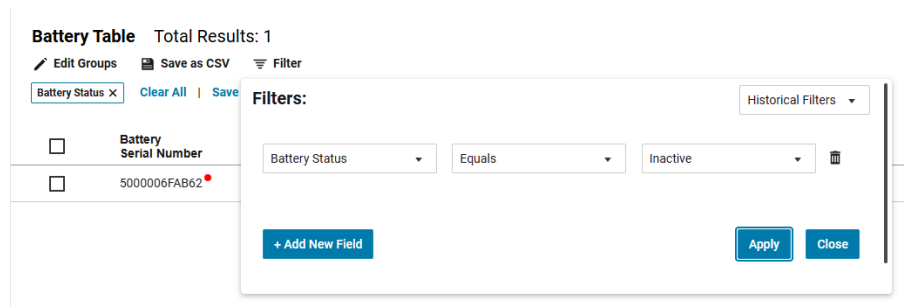 Battery Table Total Results: 1
Edit Groups Save as CSV Filter
Battery Status X Clear All | Save
Filters:
Historical Filters
Battery Serial Number
Battery Status Equals Inactive
5000006FAB62
+ Add New Field Apply Close